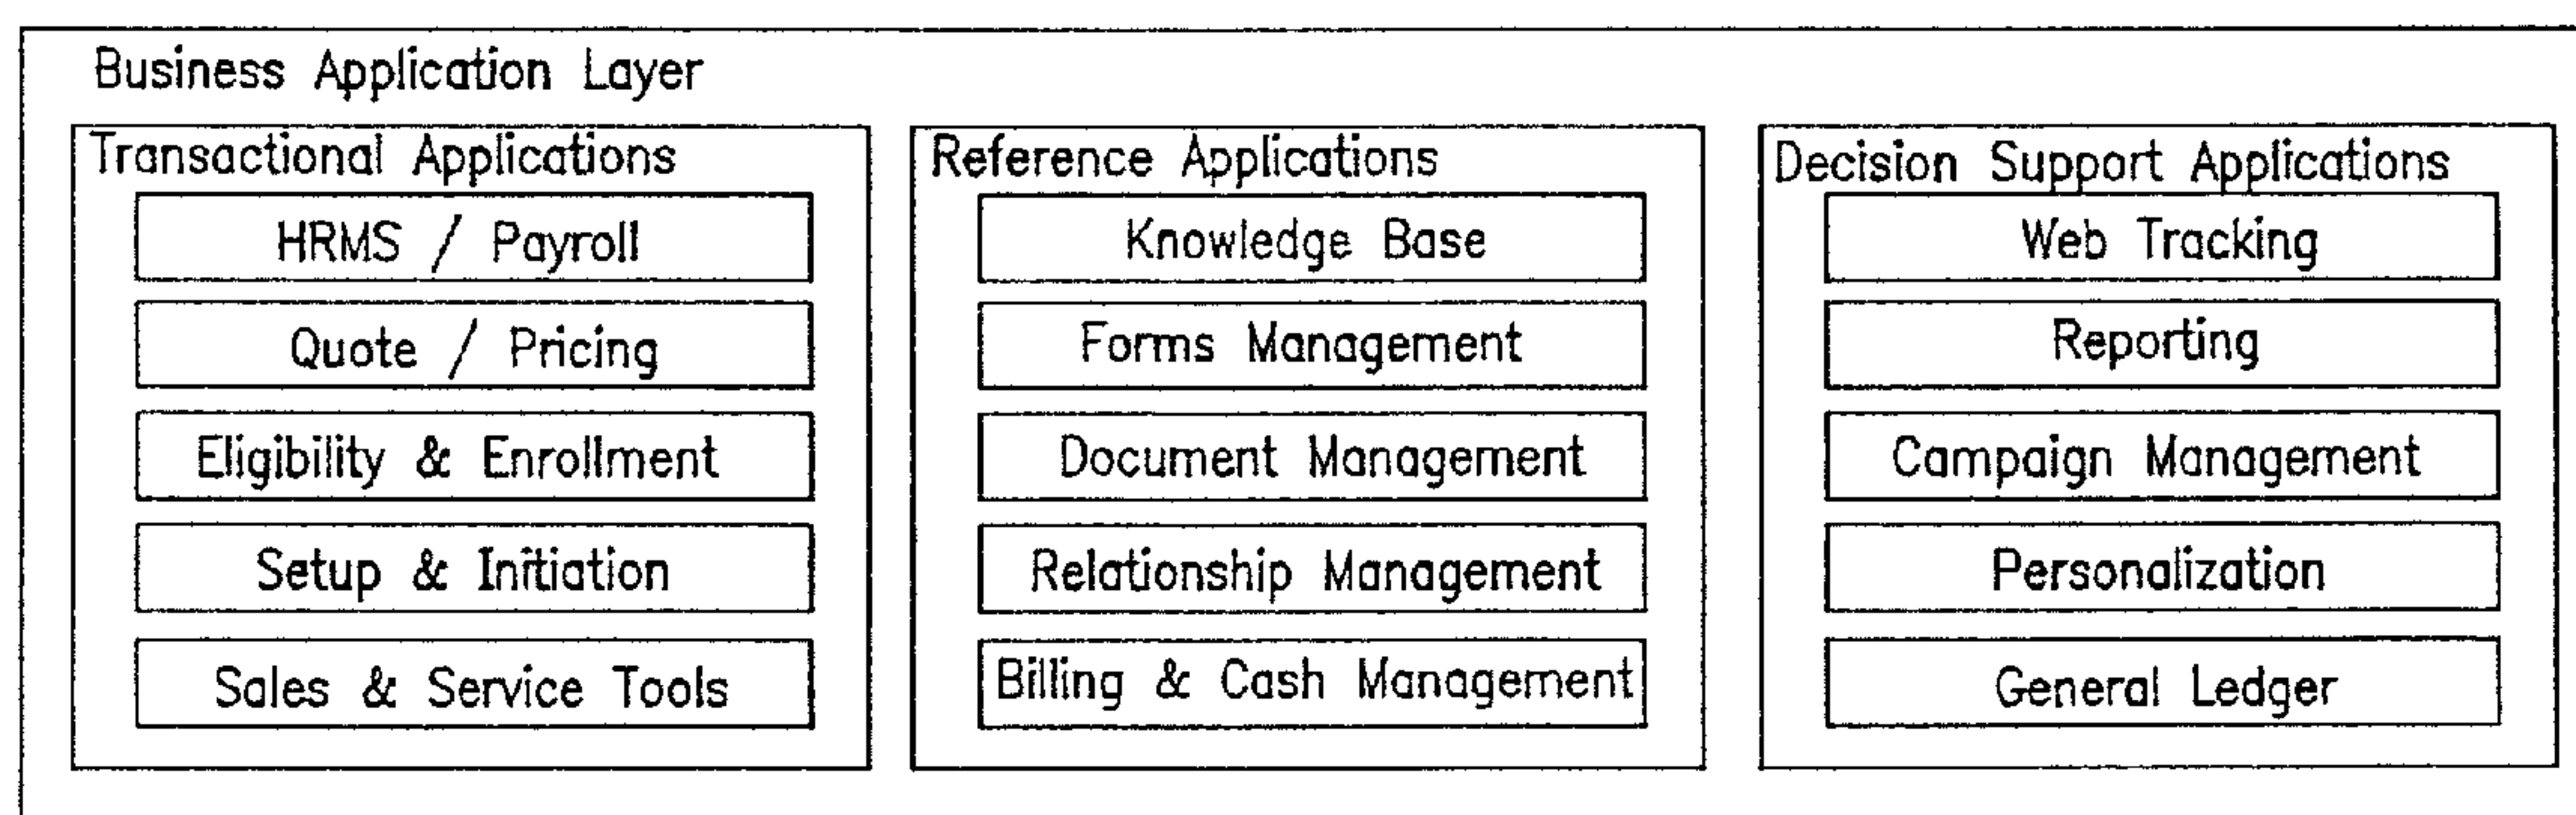 Business Application Layer
Transactional Applications
HRMS / Payroll
Quote / Pricing
Eligibility & Enrollment
Setup & Initiation
Sales & Service Tools
Reference Applications
Knowledge Base
Forms Management
Document Management
Relationship Management
Billing & Cash Management
Decision Support Applications
Web Tracking
Reporting
Campaign Management
Personalization
General Ledger